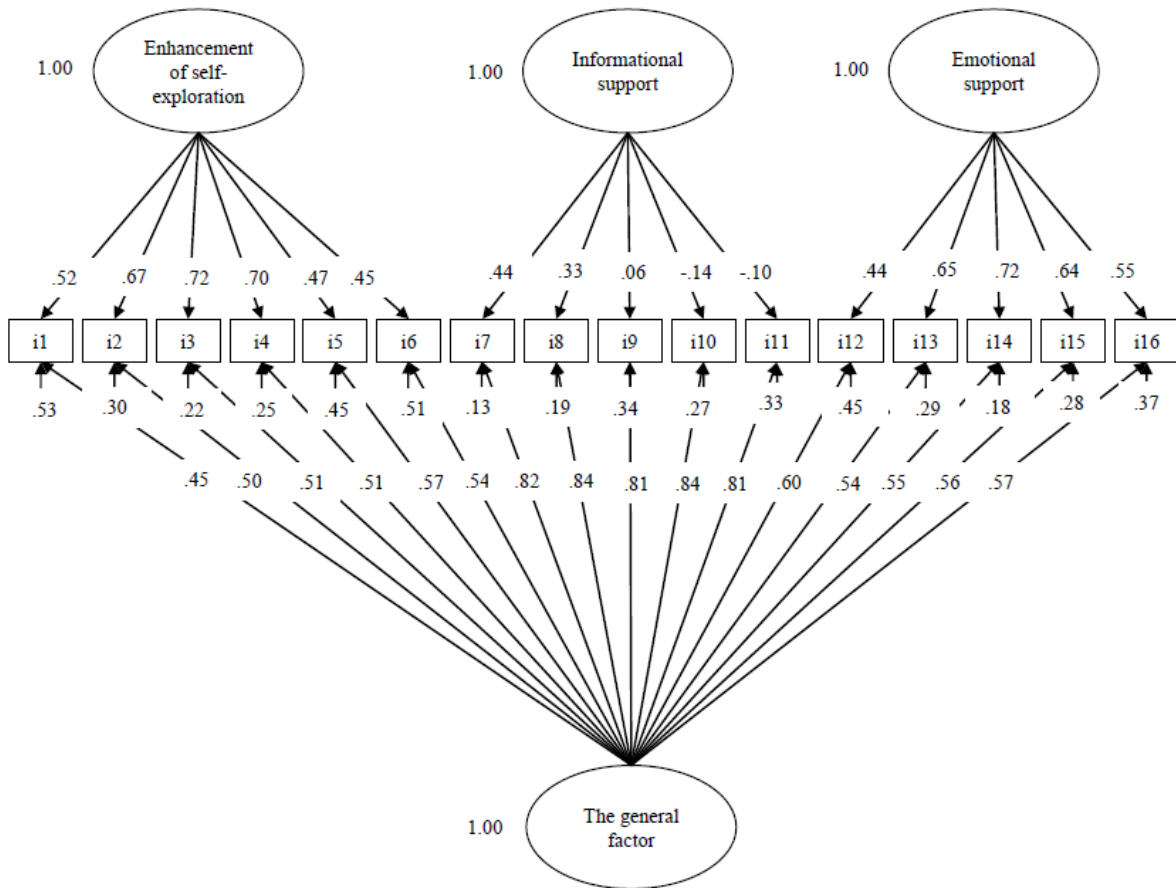 1.00
Enhancement
of self-
exploration
1.00
Informational
support
1.00
Emotional
support
.52 .67 .72 .70 .47 .45 .44 .33 .06 -.14 -.10 .44 .65 .72 .64 .55
i1 i2 i3 i4 i5 i6 i7 i8 i9 i10 i11 i12 i13 i14 i15 i16
.53 .30 .22 .25 .45 .51 .13 .19 .34 .27 .33 .45 .29 .18 .28 .37
.45 .50 .51 .51 .57 .54 .82 .84 .81 .84 .81 .60 .54 .55 .56 .57
1.00
The general
factor